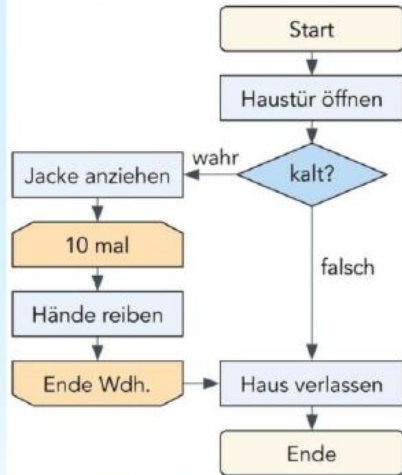 Start
Haustür öffnen
kalt?
wahr
Jacke anziehen
10 mal
Hände reiben
Ende Wdh.
falsch
Haus verlassen
Ende